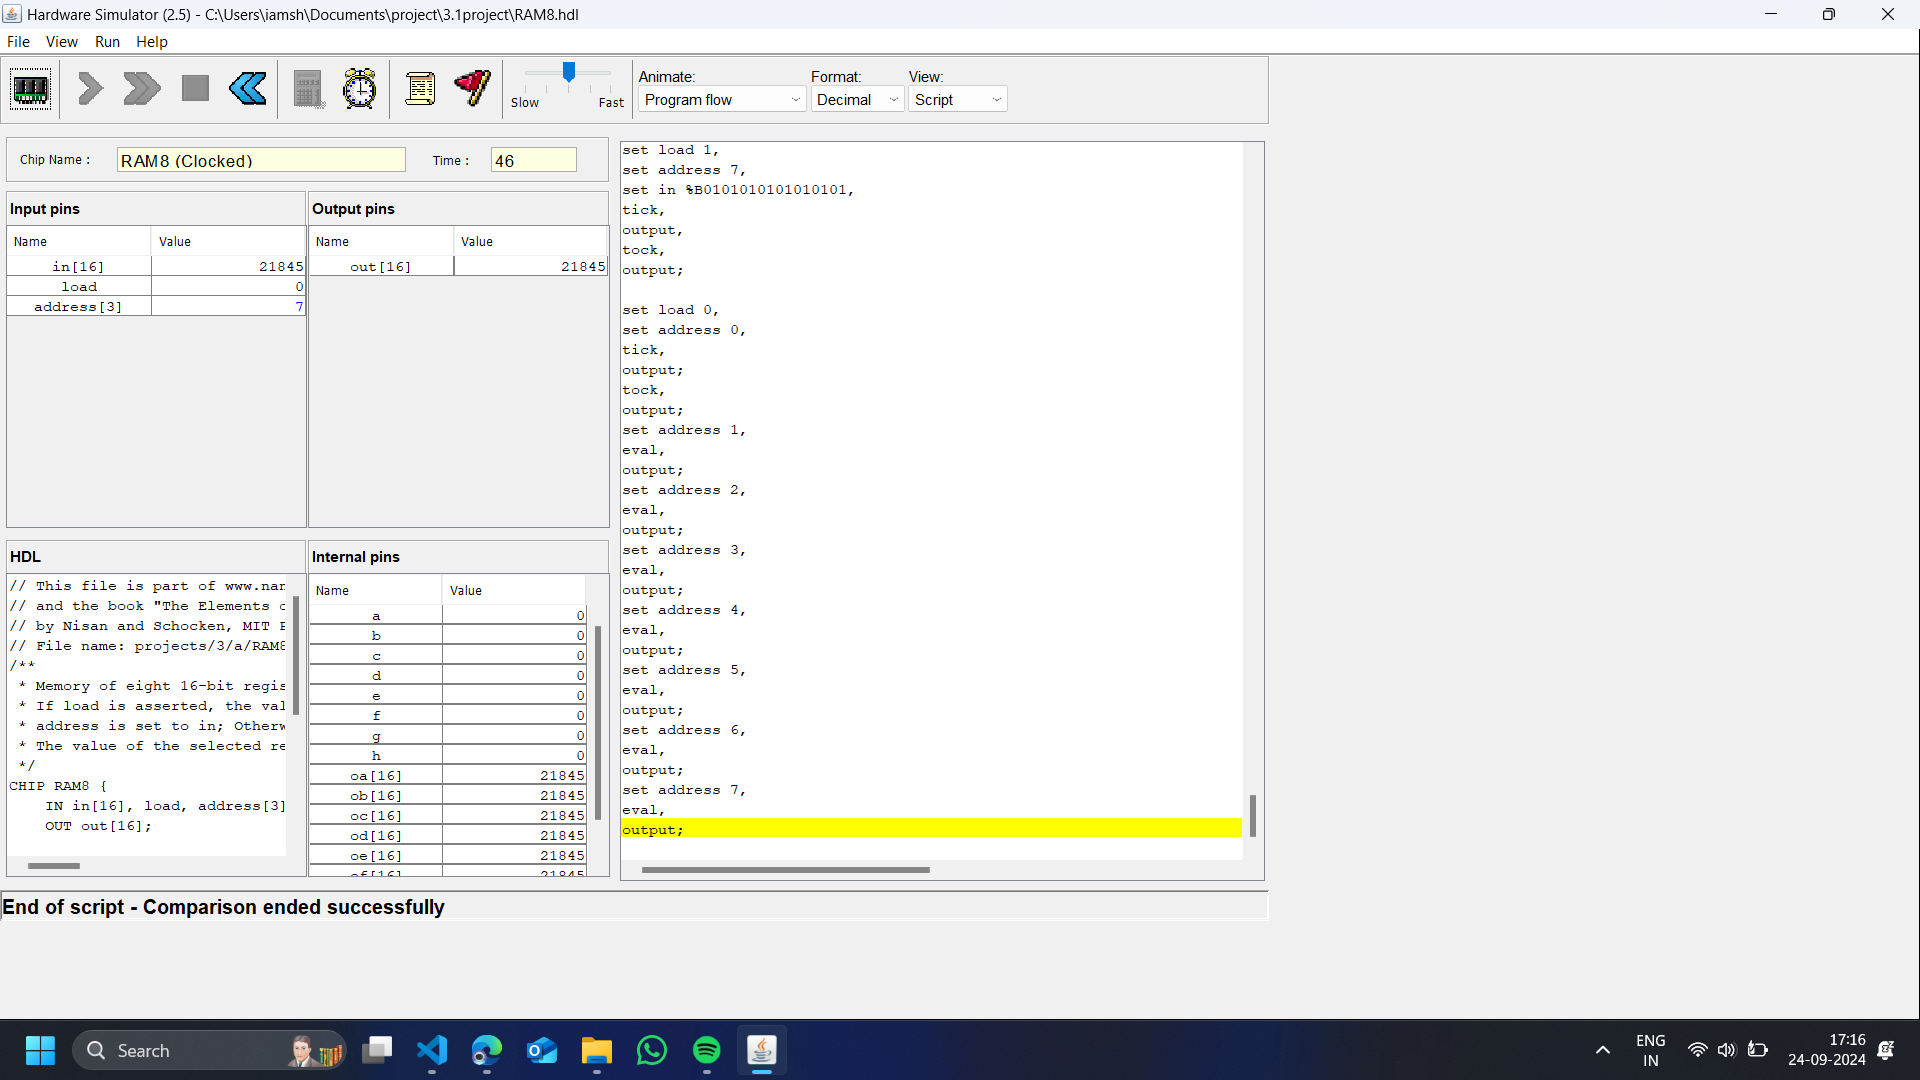 Hardware Simulator (2.5) - C:\Users\iamsh\Documents\project\3.1project\RAM8.hdl
File View Run Help
Slow Fast
Animate: Format: View:
Program flow Decimal Script
Chip Name : RAM8 (Clocked) Time : 46
Input pins
Name Value
in[16] 21845
load 0
address[3] 7
Output pins
Name Value
out[16] 21845
HDL
// This file is part of www.nan
// and the book "The Elements o
// by Nisan and Schocken, MIT P
// File name: projects/3/a/RAM8
/**
* Memory of eight 16-bit regis
* If load is asserted, the val
* address is set to in; Otherw
* The value of the selected re
*/
CHIP RAM8 {
IN in[16], load, address[3]
OUT out[16];
Internal pins
Name Value
a 0
b 0
c 0
d 0
e 0
f 0
g 0
h 0
oa[16] 21845
ob[16] 21845
oc[16] 21845
od[16] 21845
oe[16] 21845
of[16] 21845
set load 1,
set address 7,
set in %B0101010101010101,
tick,
output,
tock,
output;
set load 0,
set address 0,
tick,
output;
tock,
output;
set address 1,
eval,
output;
set address 2,
eval,
output;
set address 3,
eval,
output;
set address 4,
eval,
output;
set address 5,
eval,
output;
set address 6,
eval,
output;
set address 7,
eval,
output;
End of script - Comparison ended successfully
Search
ENG
IN
17:16
24-09-2024